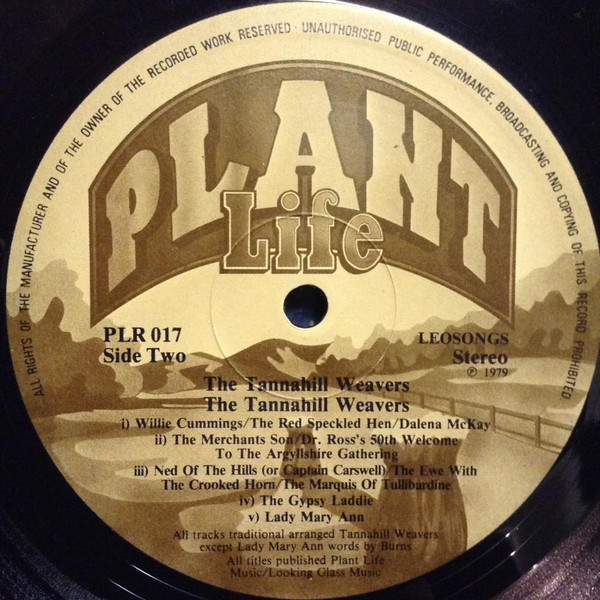 ALL RIGHTS OF THE MANUFACTURER AND OF THE OWNER OF THE RECORDED WORK RESERVED · UNAUTHORISED PUBLIC PERFORMANCE, BROADCASTING AND COPYING OF THIS RECORD PROHIBITED
PLANT
Life
PLR 017
Side Two
LEOSONGS
Stereo
℗ 1979
The Tannahill Weavers
The Tannahill Weavers
i) Willie Cummings/The Red Speckled Hen/Dalena McKay
ii) The Merchants Son/Dr. Ross's 50th Welcome
To The Argyllshire Gathering
iii) Ned Of The Hills (or Captain Carswell)/The Ewe With
The Crooked Horn/The Marquis Of Tullibardine
iv) The Gypsy Laddie
v) Lady Mary Ann
All tracks traditional arranged Tannahill Weavers
except Lady Mary Ann words by Burns
All titles published Plant Life
Music/Looking Glass Music